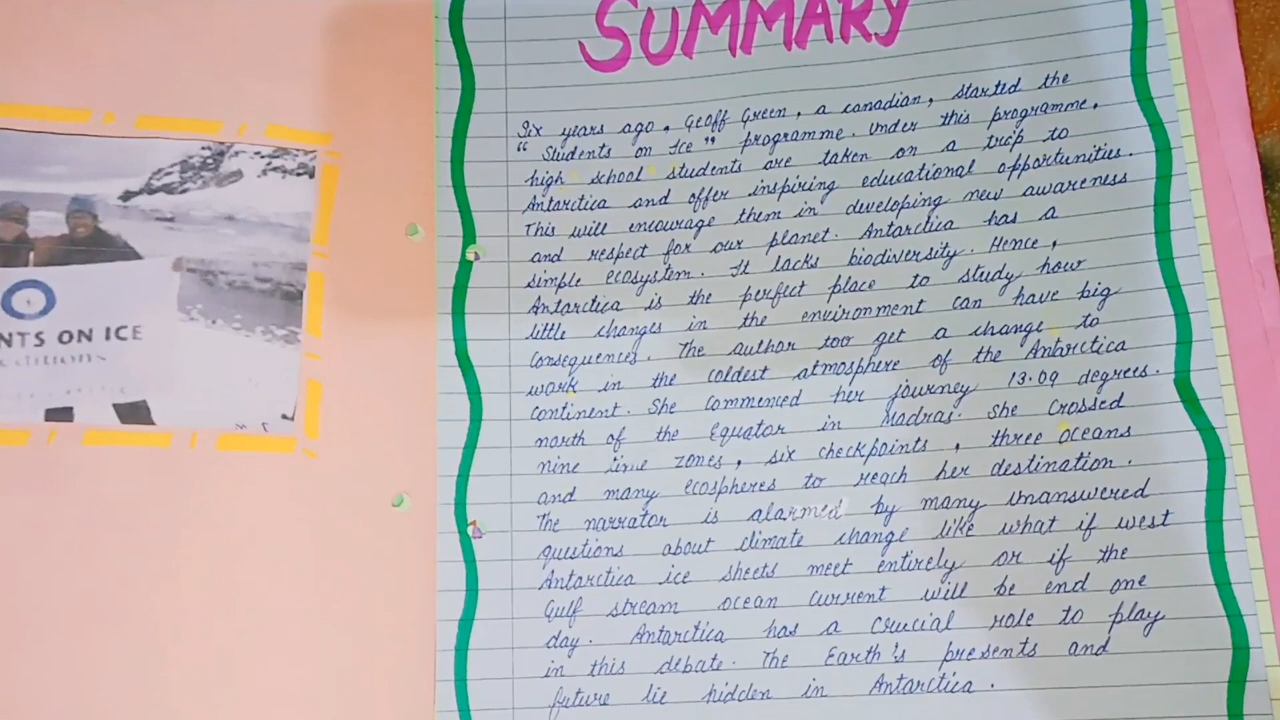 SUMMARY
Six years ago, Geoff Green, a canadian, started the
"Students on Ice" programme. Under this programme,
high school students are taken on a trip to
Antarctica and offer inspiring educational opportunities.
This will encourage them in developing new awareness
and respect for our planet. Antarctica has a
simple ecosystem. It lacks biodiversity. Hence,
Antarctica is the perfect place to study how
little changes in the environment can have big
consequences. The author too get a change to
work in the coldest atmosphere of the Antarctica
continent. She commenced her journey 13.09 degrees.
north of the Equator in Madras. She crossed
nine time zones, six checkpoints, three oceans
and many ecospheres to reach her destination.
The narrator is alarmed by many unanswered
questions about climate change like what if west
Antarctica ice sheets meet entirely or if the
Gulf stream ocean current will be end one
day. Antarctica has a crucial role to play
in this debate. The Earth's presents and
future lie hidden in Antarctica.
NTS ON ICE